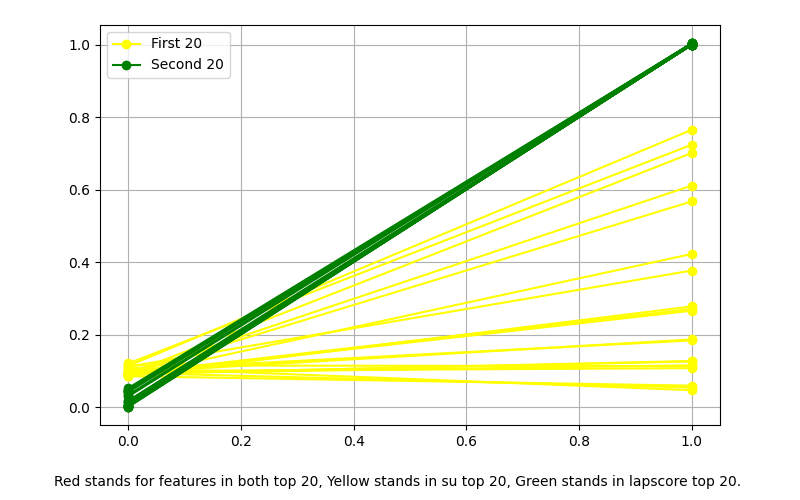 1.0
0.8
0.6
0.4
0.2
0.0
First 20
Second 20
0.0 0.2 0.4 0.6 0.8 1.0
Red stands for features in both top 20, Yellow stands in su top 20, Green stands in lapscore top 20.